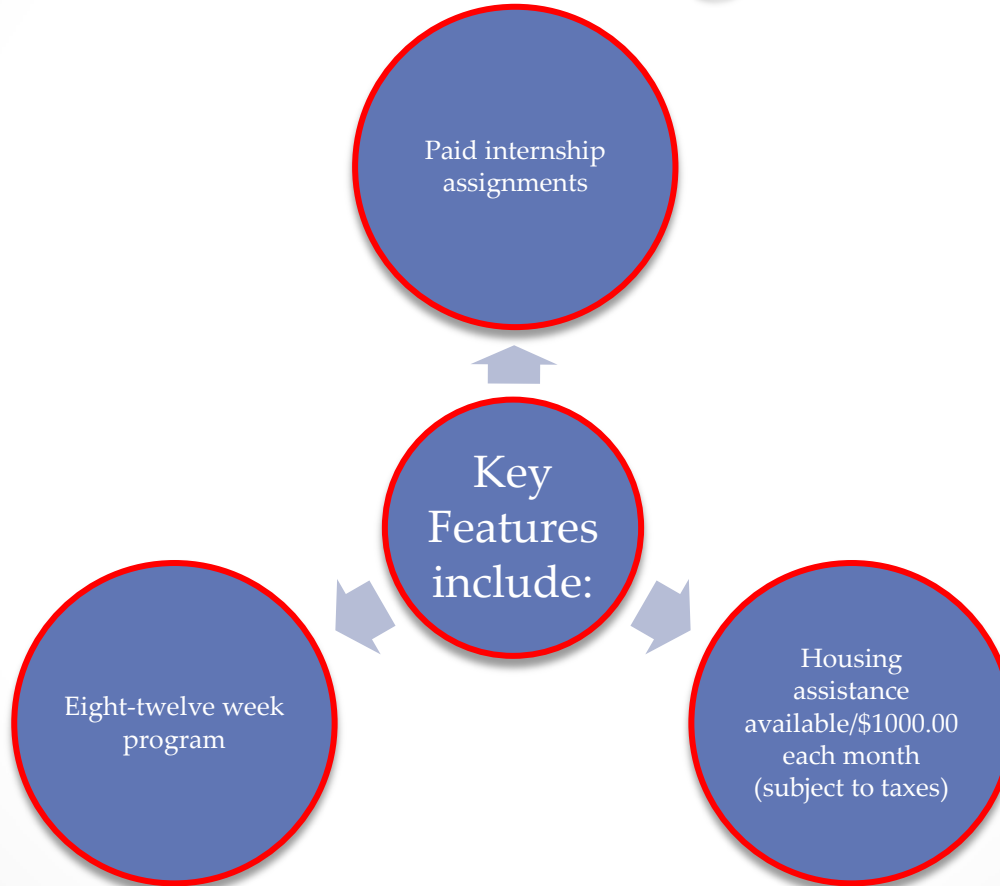 Paid internship
assignments
Key
Features
include:
Eight-twelve week
program
Housing
assistance
available/$1000.00
each month
(subject to taxes)